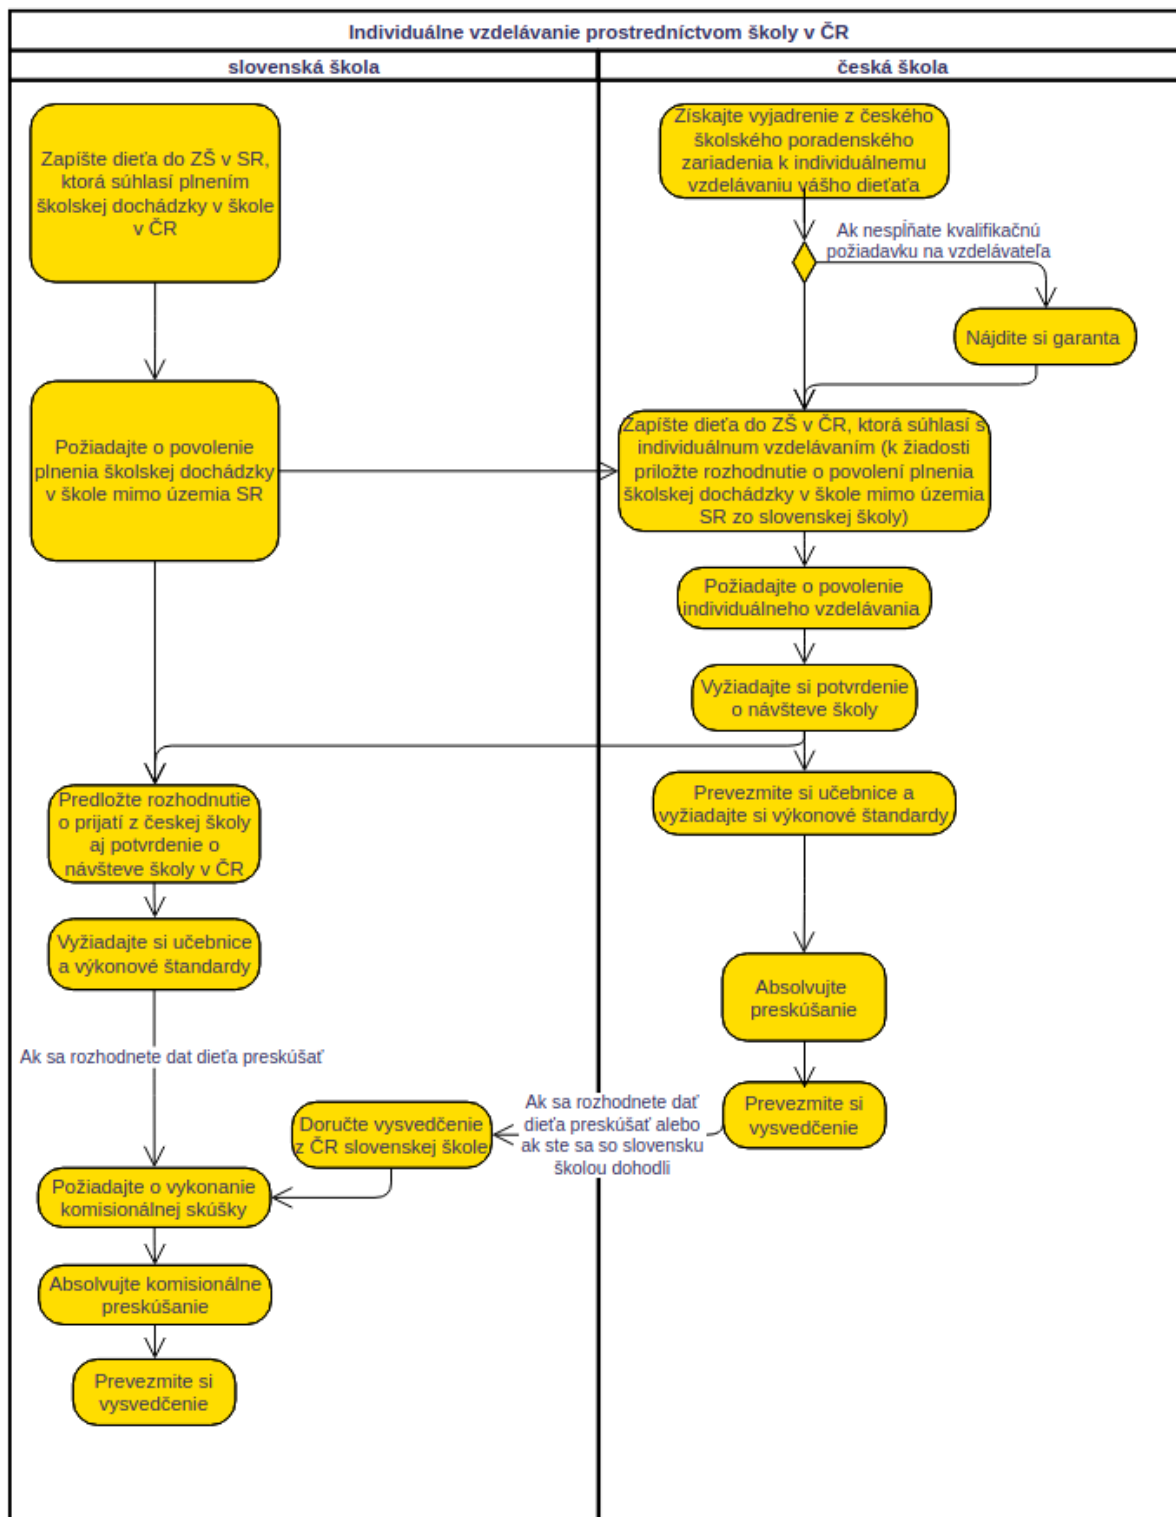 Individuálne vzdelávanie prostredníctvom školy v ČR
slovenská škola
česká škola
Zapíšte dieťa do ZŠ v SR,
ktorá súhlasí plnením
školskej dochádzky v škole
v ČR
Získajte vyjadrenie z českého
školského poradenského
zariadenia k individuálnemu
vzdelávaniu vášho dieťaťa
Ak nespĺňate kvalifikačnú
požiadavku na vzdelávateľa
Nájdite si garanta
Požiadajte o povolenie
plnenia školskej dochádzky
v škole mimo územia SR
Zapíšte dieťa do ZŠ v ČR, ktorá súhlasí s
individuálnum vzdelávaním (k žiadosti
priložte rozhodnutie o povolení plnenia
školskej dochádzky v škole mimo územia
SR zo slovenskej školy)
Požiadajte o povolenie
individuálneho vzdelávania
Vyžiadajte si potvrdenie
o návšteve školy
Predložte rozhodnutie
o prijatí z českej školy
aj potvrdenie o
návšteve školy v ČR
Prevezmite si učebnice a
vyžiadajte si výkonové štandardy
Vyžiadajte si učebnice
a výkonové štandardy
Absolvujte
preskúšanie
Ak sa rozhodnete dat dieťa preskúšať
Doručte vysvedčenie
z ČR slovenskej škole
Ak sa rozhodnete dať
dieťa preskúšať alebo
ak ste sa so slovensku
školou dohodli
Prevezmite si
vysvedčenie
Požiadajte o vykonanie
komisionálnej skúšky
Absolvujte komisionálne
preskúšanie
Prevezmite si
vysvedčenie